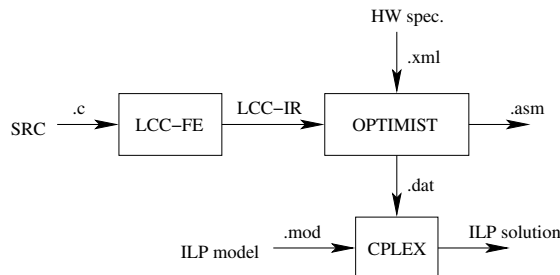 HW spec.
.xml
.c
LCC-IR
.asm
SRC
LCC-FE
OPTIMIST
.dat
.mod
ILP solution
ILP model
CPLEX